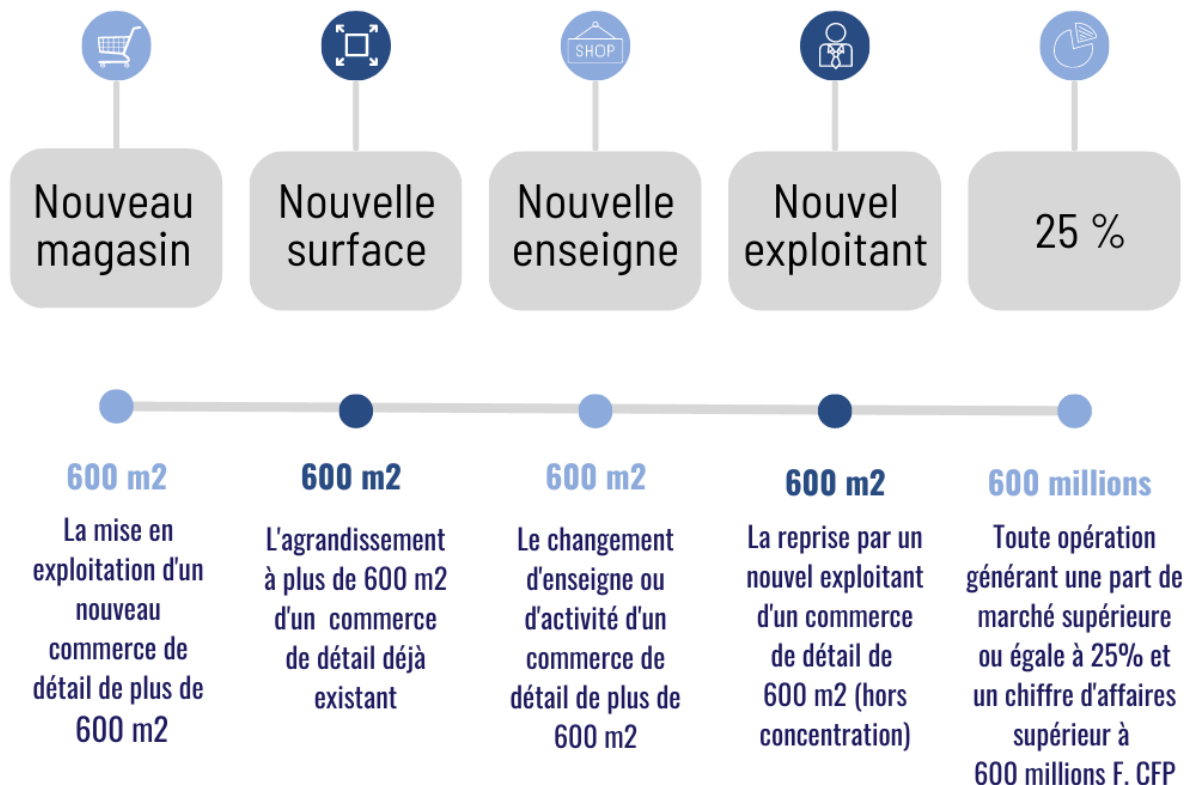 SHOP
Nouveau
magasin
Nouvelle
surface
Nouvelle
enseigne
Nouvel
exploitant
25 %
600 m2
La mise en
exploitation d'un
nouveau
commerce de
détail de plus de
600 m2
600 m2
L'agrandissement
à plus de 600 m2
d'un commerce
de détail déjà
existant
600 m2
Le changement
d'enseigne ou
d'activité d'un
commerce de
détail de plus de
600 m2
600 m2
La reprise par un
nouvel exploitant
d'un commerce
de détail de
600 m2 (hors
concentration)
600 millions
Toute opération
générant une part de
marché supérieure
ou égale à 25% et
un chiffre d'affaires
supérieur à
600 millions F. CFP